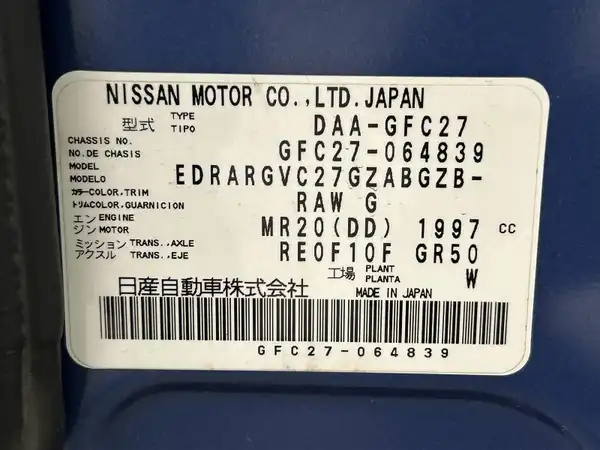 NISSAN MOTOR CO.,LTD.JAPAN
型式 TYPE TIPO DAA-GFC27
CHASSIS NO. NO.DE CHASIS GFC27-064839
MODEL MODELO EDRARGVC27GZABGZB-
カラーCOLOR,TRIM トリムCOLOR,GUARNICION RAW G
エンジン ENGINE MOTOR MR20(DD) 1997 CC
ミッション TRANS.,AXLE アクスル TRANS.,EJE RE0F10F GR50
工場 PLANT PLANTA W
日産自動車株式会社 MADE IN JAPAN
GFC27-064839